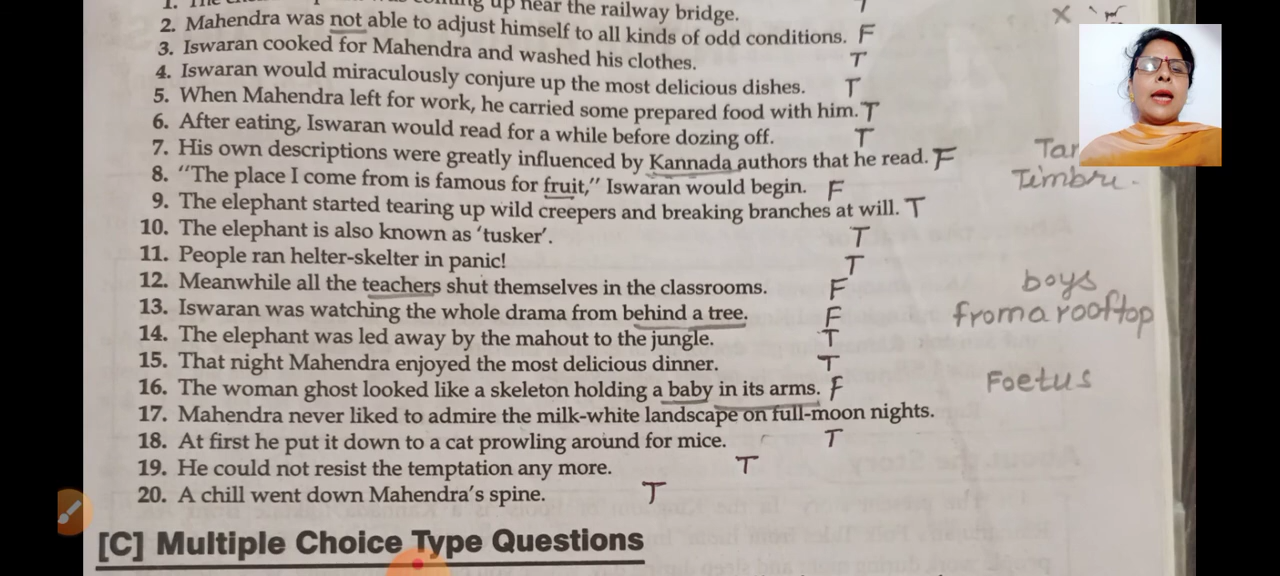 up near the railway bridge. T
x
2. Mahendra was not able to adjust himself to all kinds of odd conditions. F
3. Iswaran cooked for Mahendra and washed his clothes. T
4. Iswaran would miraculously conjure up the most delicious dishes. T
5. When Mahendra left for work, he carried some prepared food with him. T
6. After eating, Iswaran would read for a while before dozing off. T
7. His own descriptions were greatly influenced by Kannada authors that he read. F
8. “The place I come from is famous for fruit,” Iswaran would begin. F
9. The elephant started tearing up wild creepers and breaking branches at will. T
10. The elephant is also known as ‘tusker’. T
11. People ran helter-skelter in panic! T
12. Meanwhile all the teachers shut themselves in the classrooms. F boys
13. Iswaran was watching the whole drama from behind a tree. F from a rooftop
14. The elephant was led away by the mahout to the jungle. T
15. That night Mahendra enjoyed the most delicious dinner. T
16. The woman ghost looked like a skeleton holding a baby in its arms. F Foetus
17. Mahendra never liked to admire the milk-white landscape on full-moon nights.
18. At first he put it down to a cat prowling around for mice. T
19. He could not resist the temptation any more. T
20. A chill went down Mahendra’s spine. T
[C] Multiple Choice Type Questions